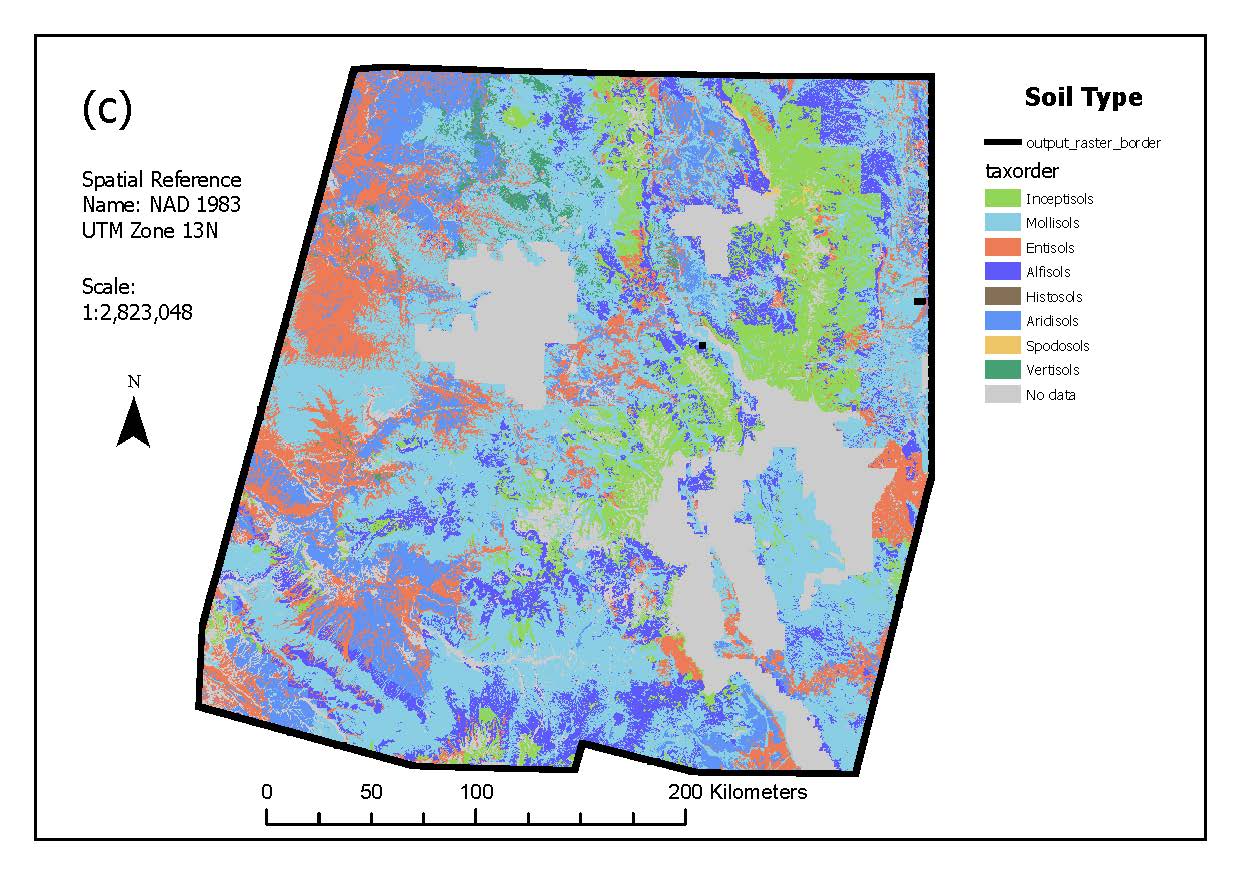 (c)
Spatial Reference
Name: NAD 1983
UTM Zone 13N
Scale:
1:2,823,048
N
Soil Type
output_raster_border
taxorder
Inceptisols
Mollisols
Entisols
Alfisols
Histosols
Aridisols
Spodosols
Vertisols
No data
0 50 100 200 Kilometers